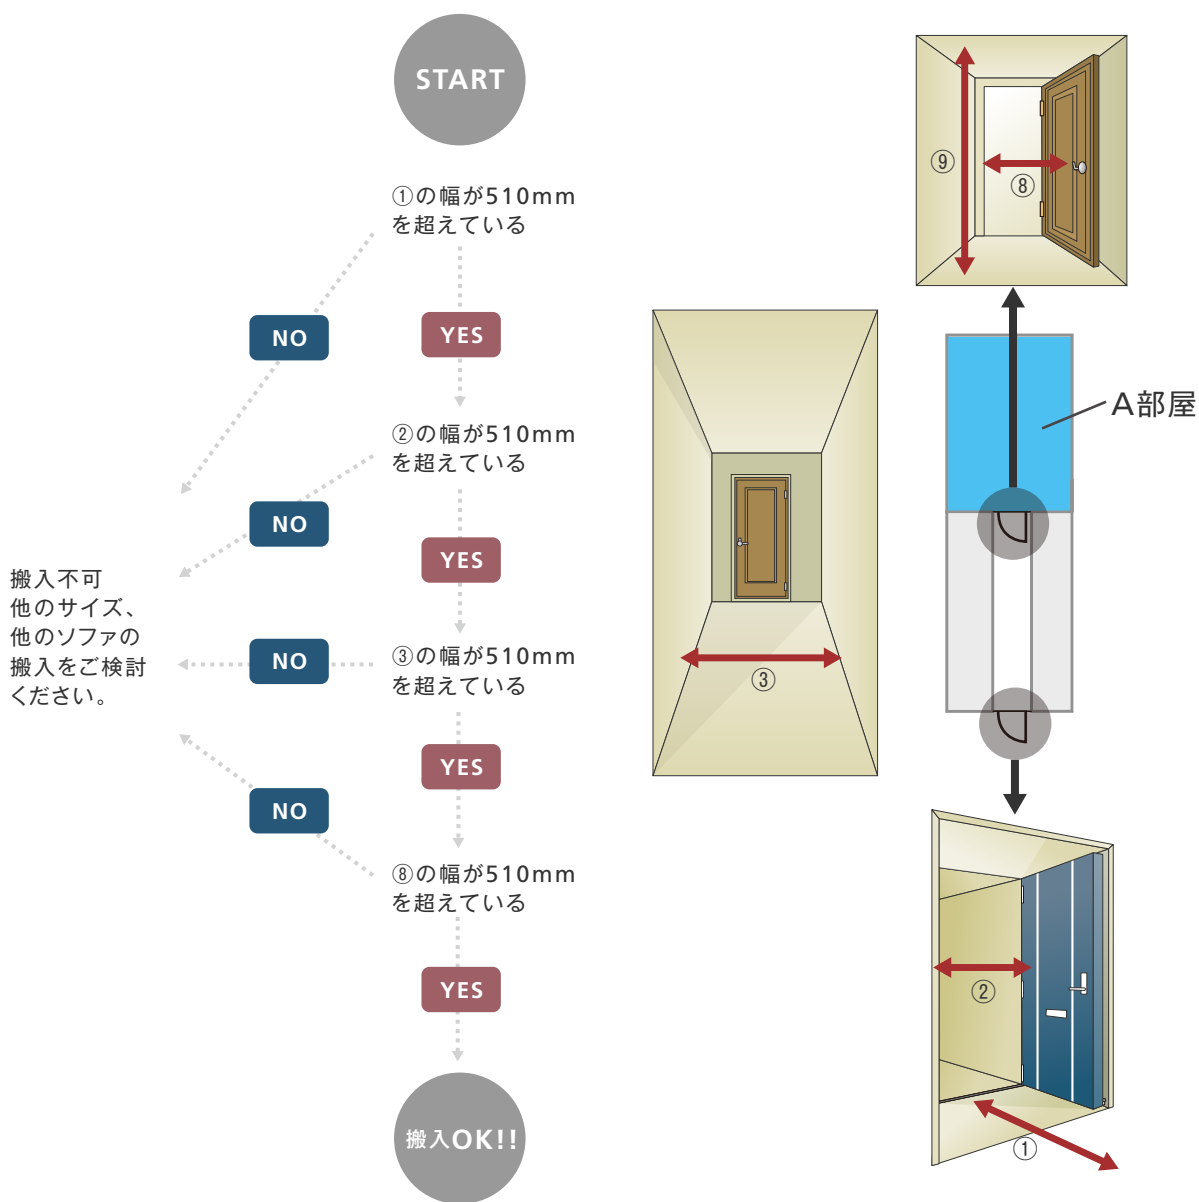 START
①の幅が510mm
を超えている
NO
YES
②の幅が510mm
を超えている
NO
YES
搬入不可
他のサイズ、
他のソファの
搬入をご検討
ください。
③の幅が510mm
を超えている
NO
YES
⑧の幅が510mm
を超えている
NO
YES
搬入OK!!
③
⑨
⑧
A部屋
②
①